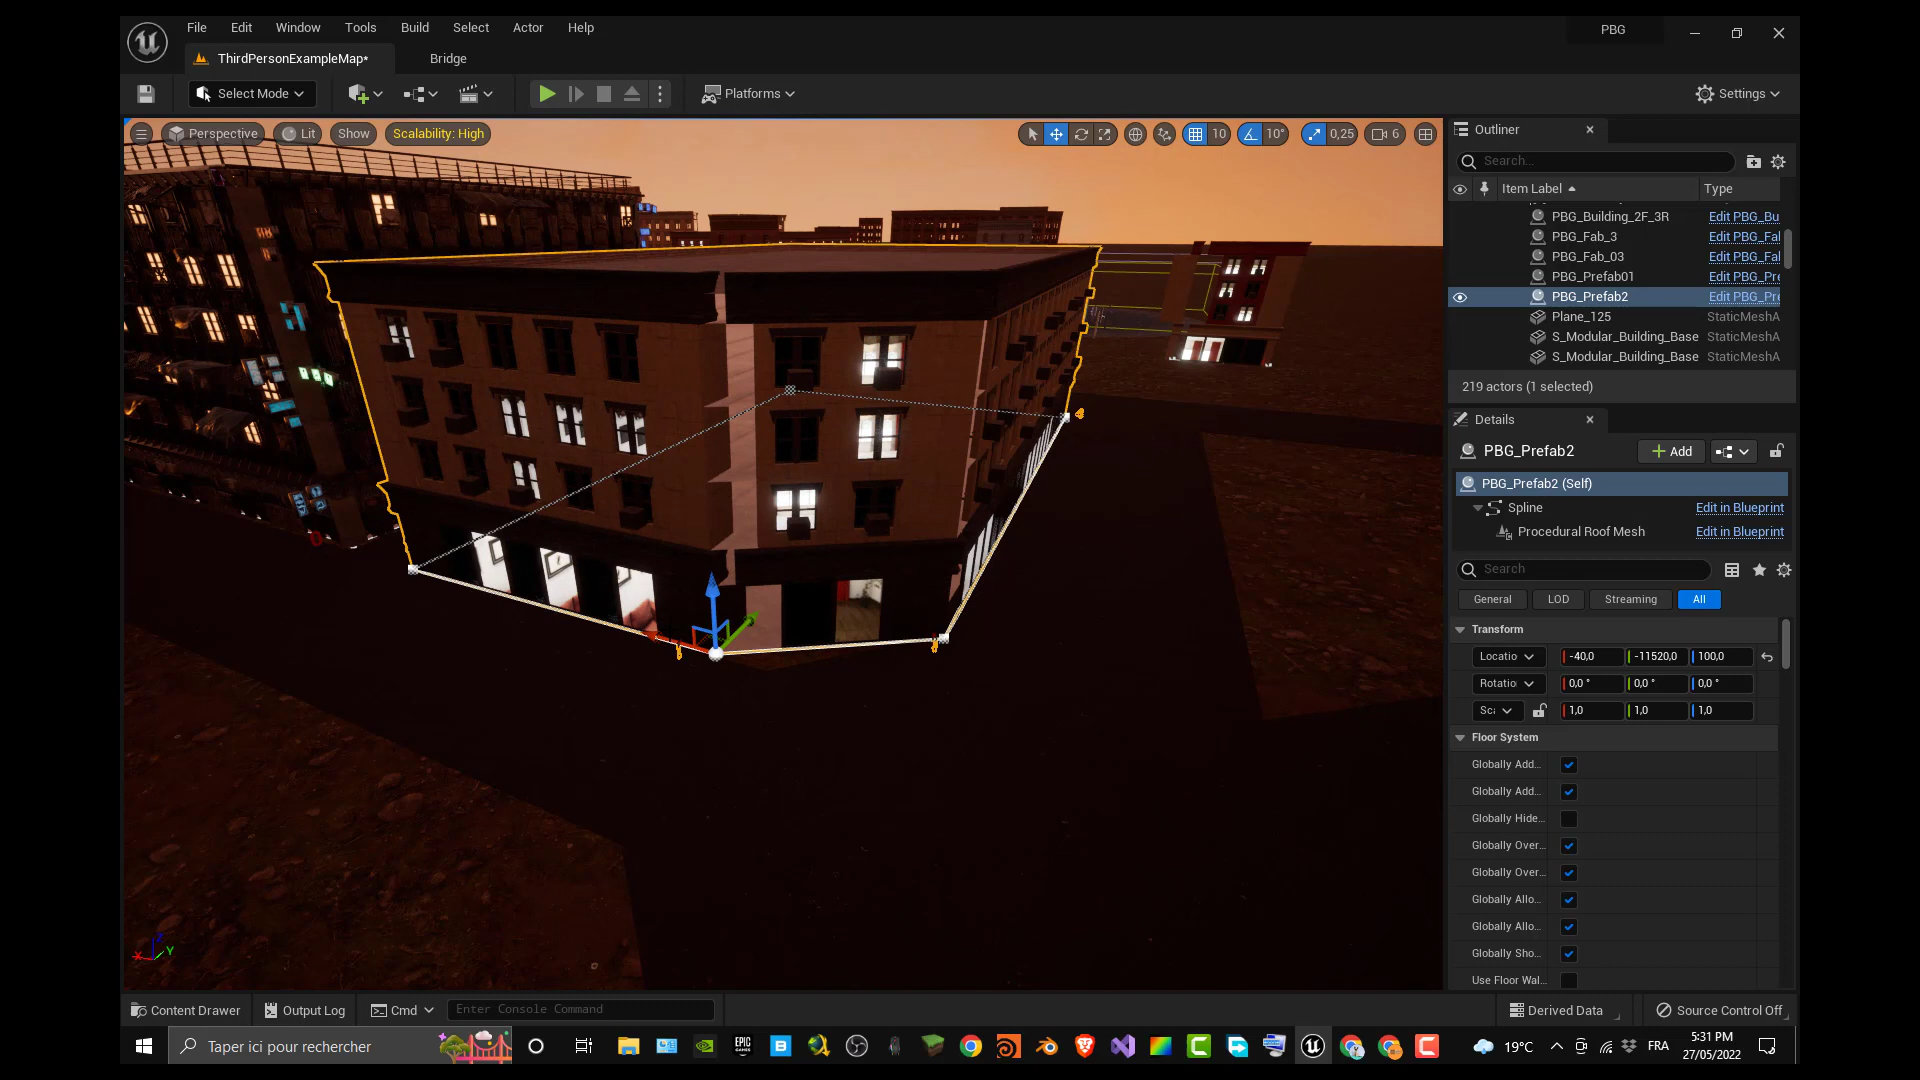 File Edit Window Tools Build Select Actor Help
PBG
ThirdPersonExampleMap*
Bridge
Select Mode
Platforms
Settings
Perspective Lit Show Scalability: High
10 10° 0,25 6
Outliner
Search...
Item Label Type
PBG_Building_2F_3R Edit PBG_Bu
PBG_Fab_3 Edit PBG_Fal
PBG_Fab_03 Edit PBG_Fal
PBG_Prefab01 Edit PBG_Pre
PBG_Prefab2 Edit PBG_Pre
Plane_125 StaticMeshA
S_Modular_Building_Base StaticMeshA
S_Modular_Building_Base StaticMeshA
219 actors (1 selected)
Details
PBG_Prefab2 Add
PBG_Prefab2 (Self)
Spline Edit in Blueprint
Procedural Roof Mesh Edit in Blueprint
Search
General LOD Streaming All
Transform
Locatio -40,0 -11520,0 100,0
Rotatio 0,0 ° 0,0 ° 0,0 °
Sc 1,0 1,0 1,0
Floor System
Globally Add...
Globally Add...
Globally Hide...
Globally Over...
Globally Over...
Globally Allo...
Globally Allo...
Globally Sho...
Use Floor Wal...
X Y Z
Content Drawer Output Log Cmd Enter Console Command Derived Data Source Control Off
Taper ici pour rechercher
EPIC GAMES
19°C FRA
5:31 PM
27/05/2022